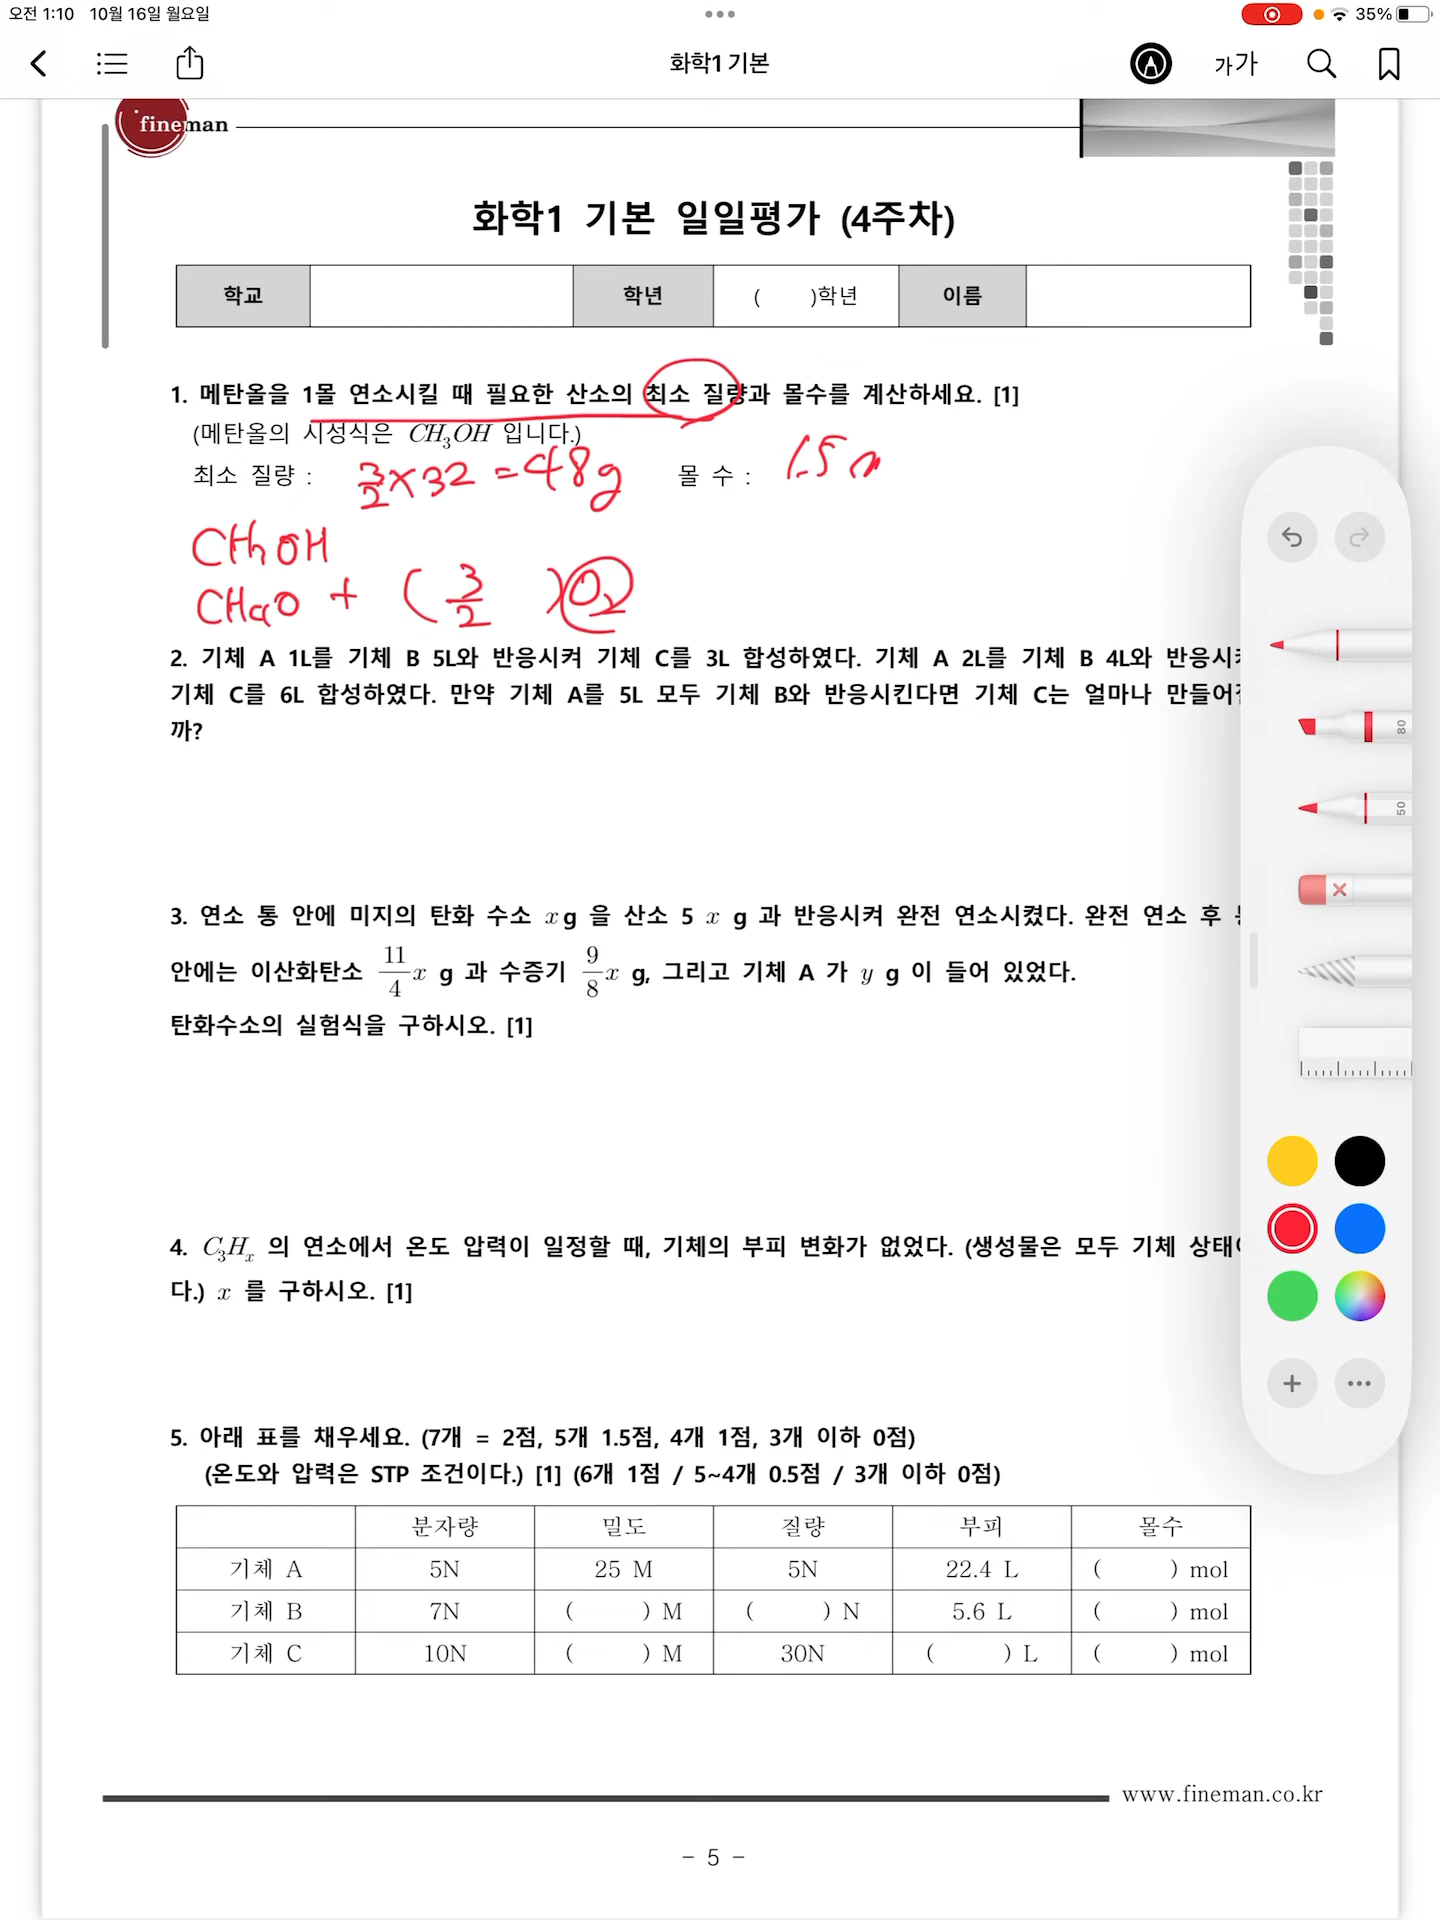 오전 1:10 10월 16일 월요일 35%
화학1 기본 가가
fineman
화학1 기본 일일평가 (4주차)
학교 학년 ( )학년 이름
1. 메탄올을 1몰 연소시킬 때 필요한 산소의 최소 질량과 몰수를 계산하세요. [1]
(메탄올의 시성식은 CH₃OH 입니다.)
최소 질량 : 3/2 × 32 = 48g 몰 수 : 1.5
CH₃OH
CH₄O + ( 3/2 )O₂
2. 기체 A 1L를 기체 B 5L와 반응시켜 기체 C를 3L 합성하였다. 기체 A 2L를 기체 B 4L와 반응시
기체 C를 6L 합성하였다. 만약 기체 A를 5L 모두 기체 B와 반응시킨다면 기체 C는 얼마나 만들어
까?
3. 연소 통 안에 미지의 탄화 수소 x g 을 산소 5 x g 과 반응시켜 완전 연소시켰다. 완전 연소 후
안에는 이산화탄소 11/4 x g 과 수증기 9/8 x g, 그리고 기체 A 가 y g 이 들어 있었다.
탄화수소의 실험식을 구하시오. [1]
4. C₃Hₓ 의 연소에서 온도 압력이 일정할 때, 기체의 부피 변화가 없었다. (생성물은 모두 기체 상태
다.) x 를 구하시오. [1]
5. 아래 표를 채우세요. (7개 = 2점, 5개 1.5점, 4개 1점, 3개 이하 0점)
(온도와 압력은 STP 조건이다.) [1] (6개 1점 / 5~4개 0.5점 / 3개 이하 0점)
분자량 밀도 질량 부피 몰수
기체 A 5N 25 M 5N 22.4 L ( ) mol
기체 B 7N ( ) M ( ) N 5.6 L ( ) mol
기체 C 10N ( ) M 30N ( ) L ( ) mol
www.fineman.co.kr
- 5 -
80
50